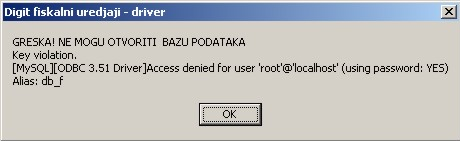 Digit fiskalni uredjaji - driver
GRESKA! NE MOGU OTVORITI  BAZU PODATAKA
Key violation.
[MySQL][ODBC 3.51 Driver]Access denied for user 'root'@'localhost' (using password: YES)
Alias: db_f
OK